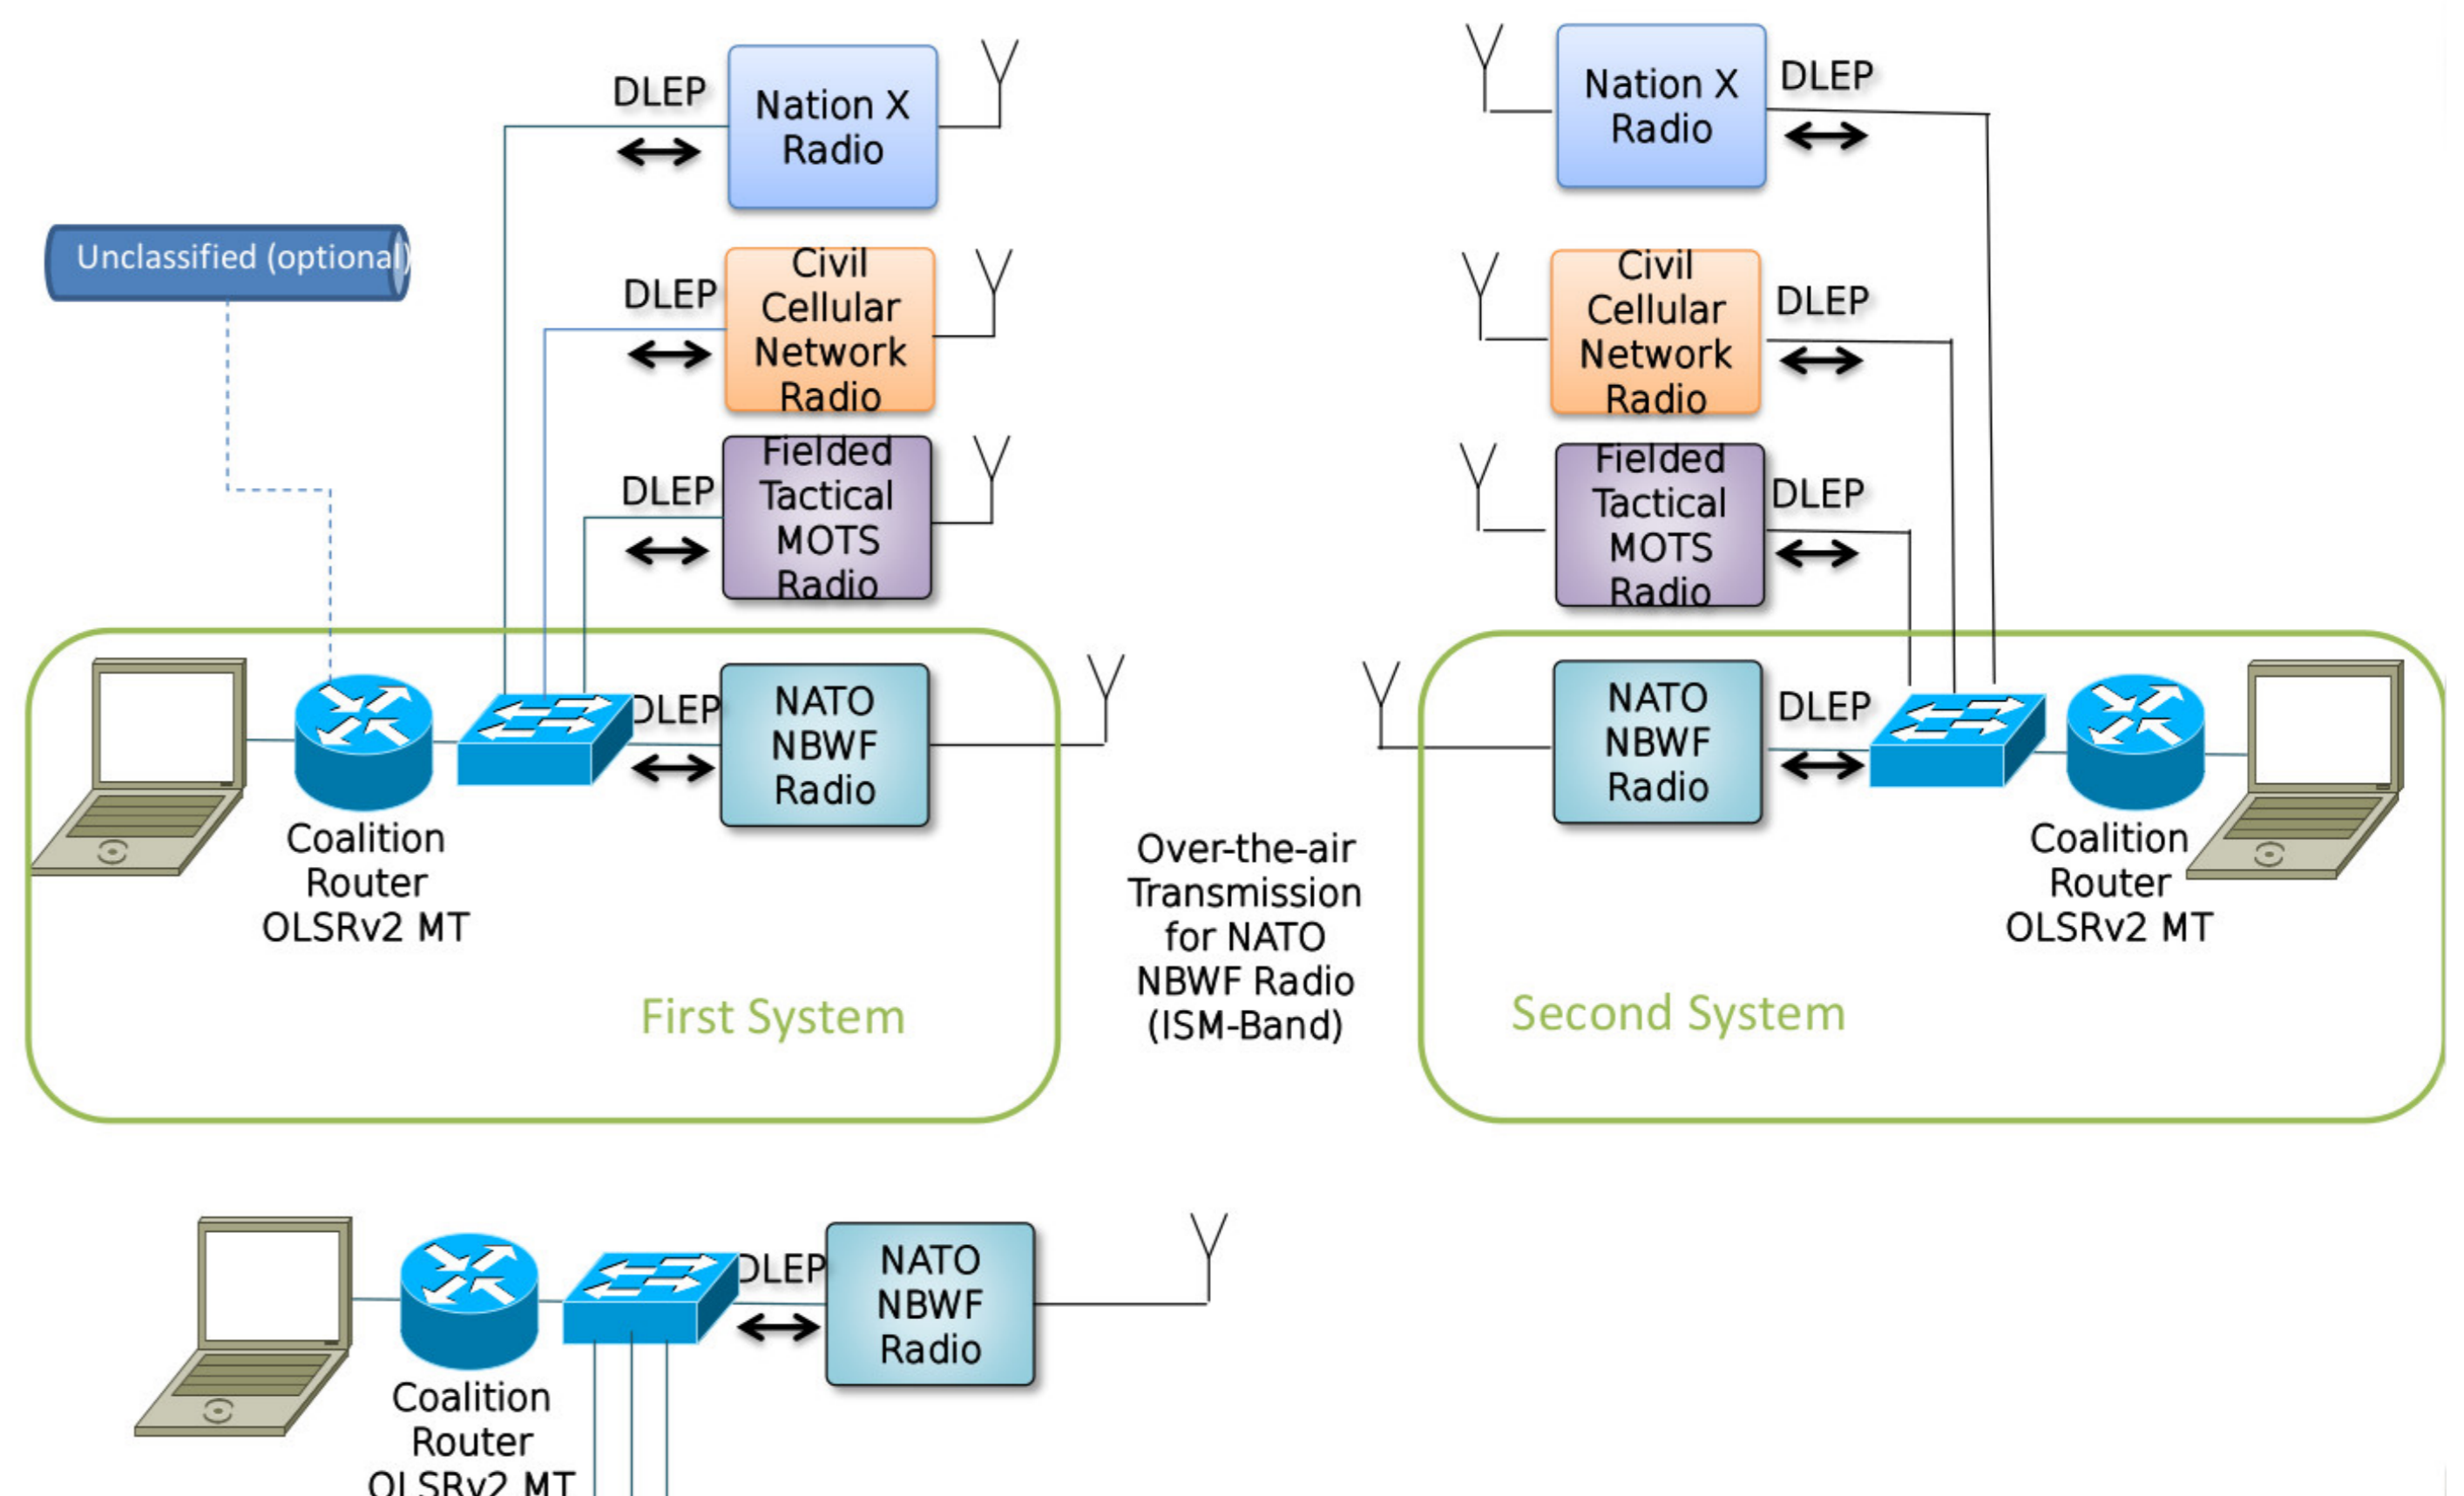 DLEP
Nation X
Radio
Nation X
Radio
DLEP
Unclassified (optional)
DLEP
Civil
Cellular
Network
Radio
Civil
Cellular
Network
Radio
DLEP
DLEP
Fielded
Tactical
MOTS
Radio
Fielded
Tactical
MOTS
Radio
DLEP
DLEP
NATO
NBWF
Radio
NATO
NBWF
Radio
DLEP
Coalition
Router
OLSRv2 MT
Over-the-air
Transmission
for NATO
NBWF Radio
(ISM-Band)
Coalition
Router
OLSRv2 MT
First System
Second System
DLEP
NATO
NBWF
Radio
Coalition
Router
OLSRv2 MT